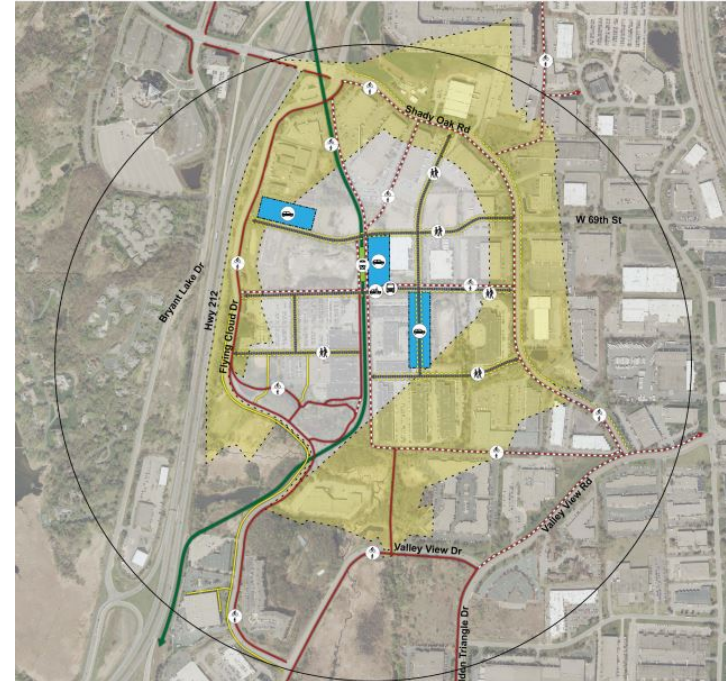 Shady Oak Rd
W 69th St
Bryant Lake Dr
Hwy 212
Flying Cloud Dr
Valley View Rd
Valley View Dr
den Triangle Dr